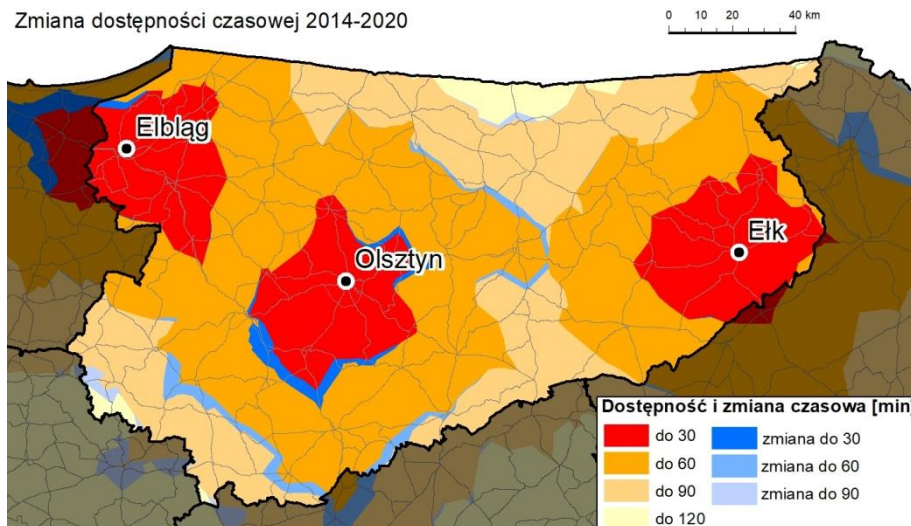 Zmiana dostępności czasowej 2014-2020
0 10 20 40 km
Elbląg
Olsztyn
Ełk
Dostępność i zmiana czasowa [min]
do 30 zmiana do 30
do 60 zmiana do 60
do 90 zmiana do 90
do 120